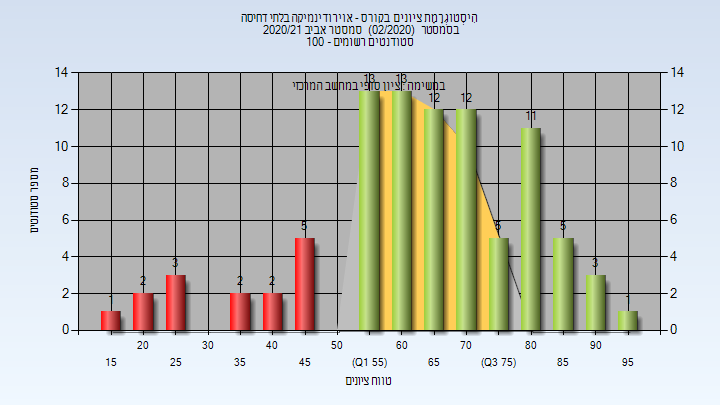 היסטוגרמת ציונים בקורס - אוירודינמיקה בלתי דחיסה
בסמסטר (02/2020) סמסטר אביב 2020/21
סטודנטים רשומים - 100
במשימה: ציון סופי במחשב המרכזי
14 14
12 12
10 10
8 8
6 6
4 4
2 2
0 0
1 2 3 2 2 5 13 13 12 12 5 11 5 3 1
מספר סטודנטים
20 30 40 50 60 70 80 90
15 25 35 45 (Q1 55) 65 (Q3 75) 85 95
טווח ציונים